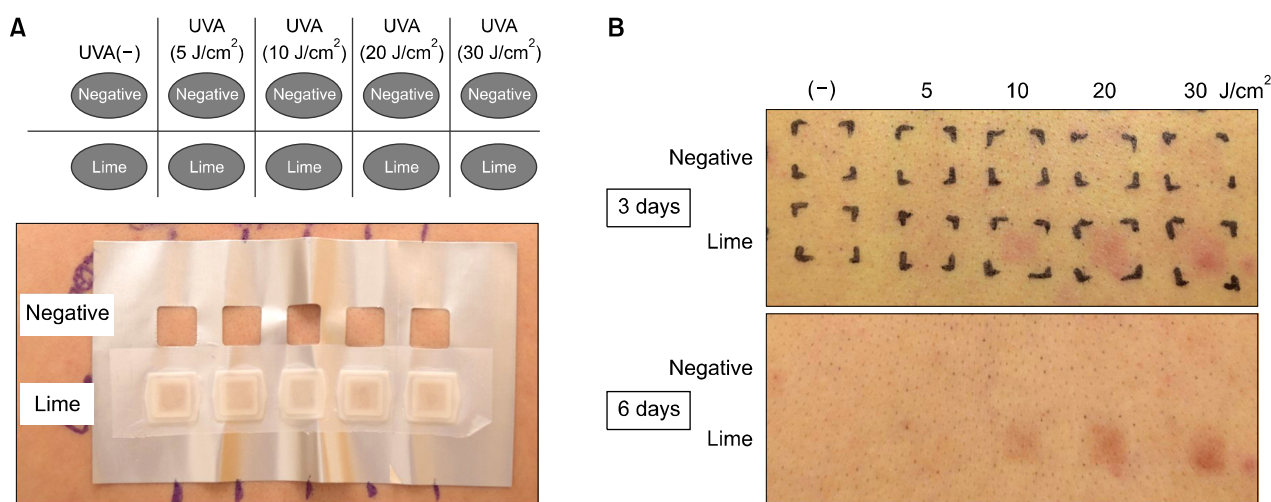 A
UVA(−)
UVA
(5 J/cm²)
UVA
(10 J/cm²)
UVA
(20 J/cm²)
UVA
(30 J/cm²)
Negative Negative Negative Negative Negative
Lime Lime Lime Lime Lime
Negative
Lime
B
(−) 5 10 20 30 J/cm²
Negative
3 days
Lime
Negative
6 days
Lime